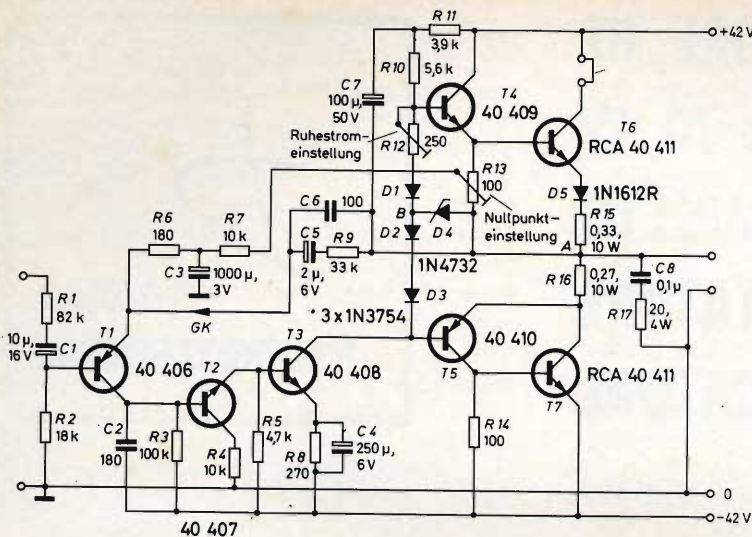 R11
3,9 k
+42 V
R10
5,6 k
C7
100 µ,
50 V
T4
40 409
T6
RCA 40 411
Ruhestrom-
einstellung
R12
250
R13
100
D5
1N1612R
Nullpunkt-
einstellung
D1
B
D2
D4
1N4732
R15
0,33,
10 W
A
C6
100
C5
2 µ,
6 V
R9
33 k
R6
180
R7
10 k
C3
1000 µ,
3 V
GK
R16
0,27,
10 W
C8
0,1 µ
R17
20,
4 W
D3
3 x 1N3754
R1
82 k
10 µ,
16 V
C1
T1
40 406
T2
T3
40 408
40 410
T5
RCA 40 411
T7
R2
18 k
C2
180
R3
100 k
R4
10 k
R5
4,7 k
R8
270
C4
250 µ,
6 V
R14
100
0
-42 V
40 407